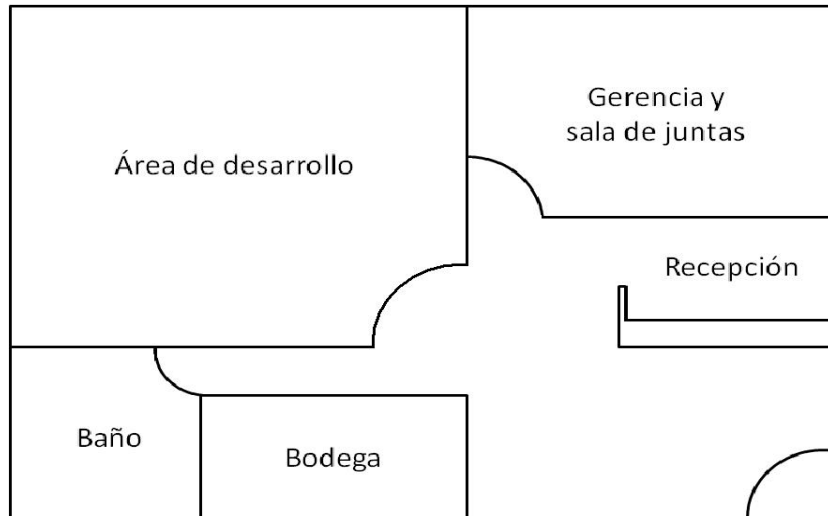 Área de desarrollo
Gerencia y
sala de juntas
Recepción
Baño
Bodega